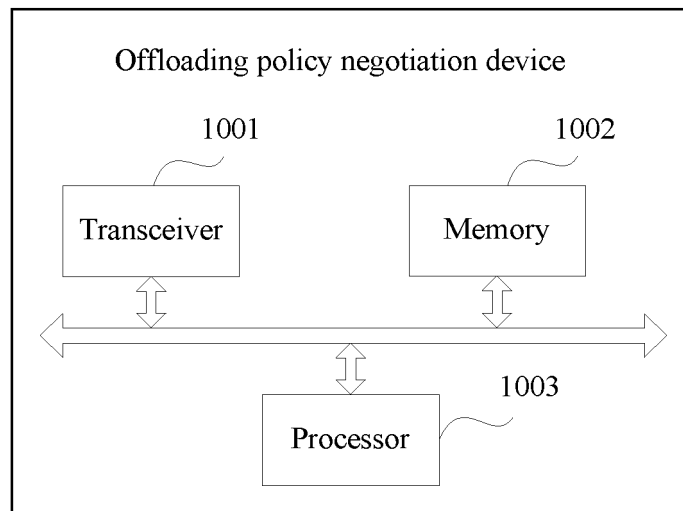 Offloading policy negotiation device
1001
1002
Transceiver
Memory
1003
Processor